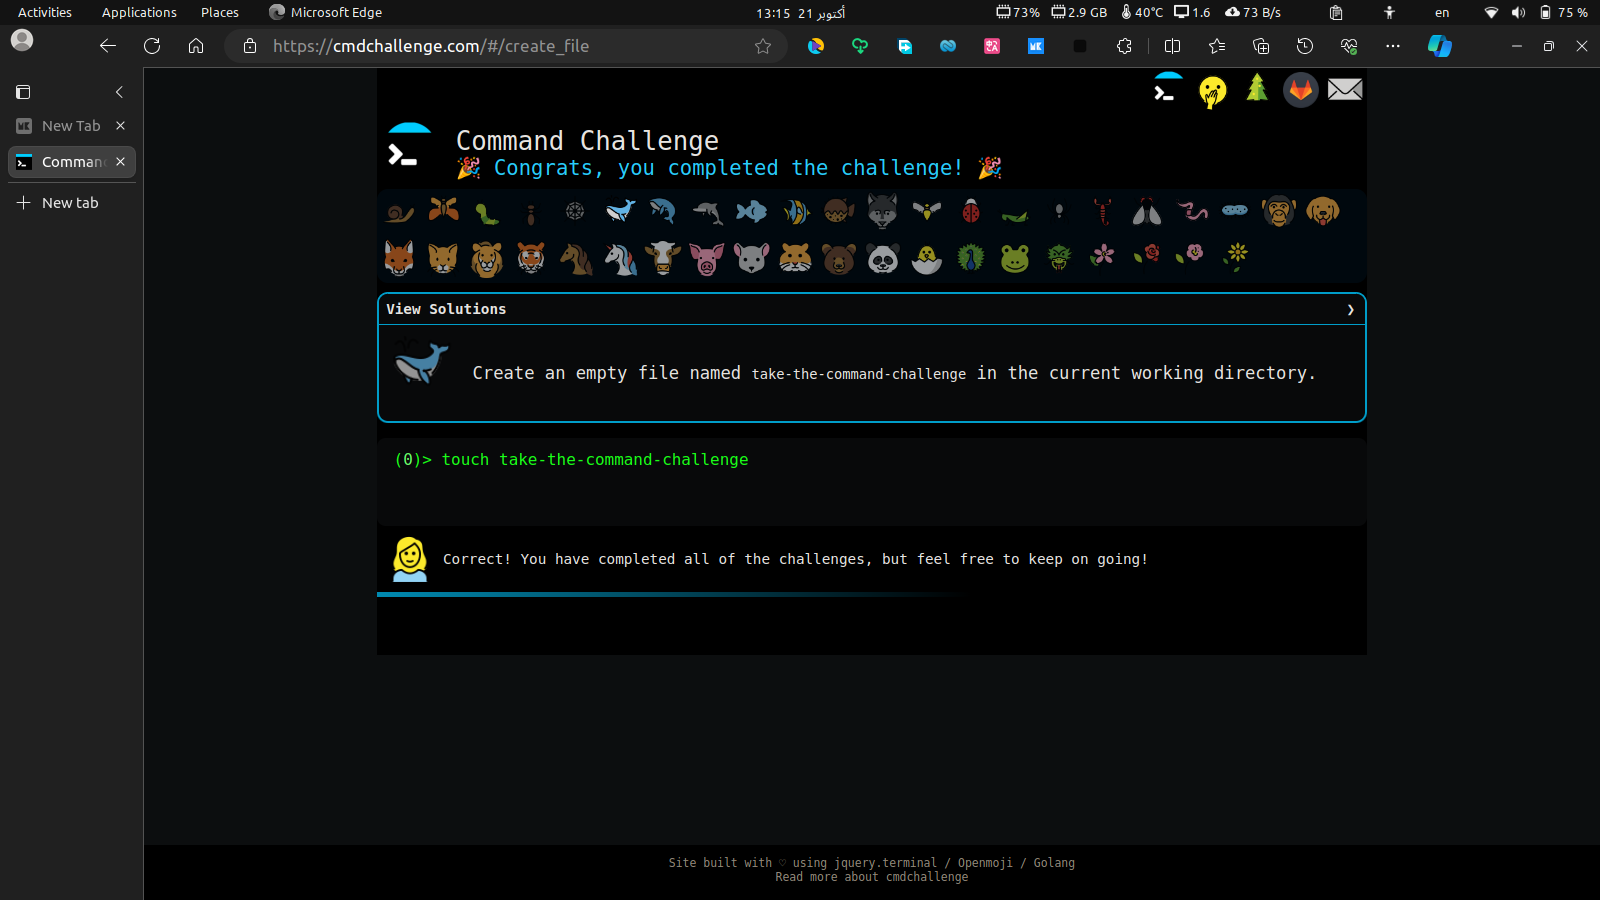 Activities Applications Places Microsoft Edge 13:15 21 أكتوبر 73% 2.9 GB 40°C 1.6 73 B/s en 75 %
https://cmdchallenge.com/#/create_file
New Tab
Comman
New tab
Command Challenge
Congrats, you completed the challenge!
View Solutions
Create an empty file named take-the-command-challenge in the current working directory.
(0)> touch take-the-command-challenge
Correct! You have completed all of the challenges, but feel free to keep on going!
Site built with ♡ using jquery.terminal / Openmoji / Golang
Read more about cmdchallenge